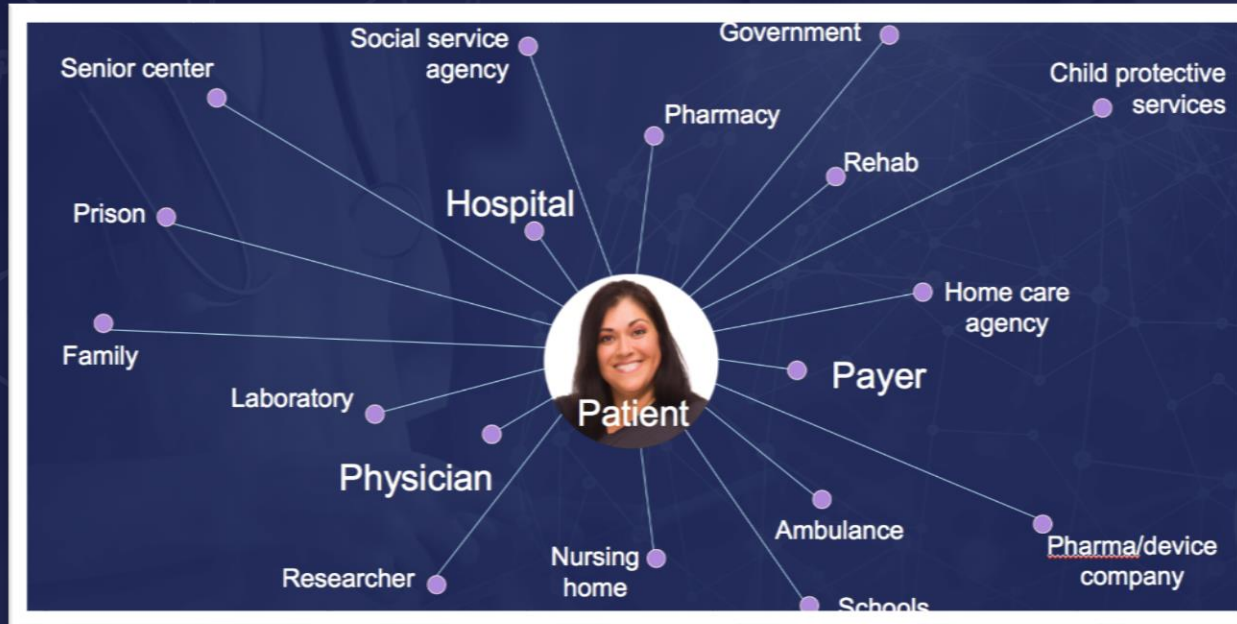 Social service
agency
Government
Senior center
Child protective
services
Pharmacy
Rehab
Hospital
Prison
Home care
agency
Family
Payer
Laboratory
Patient
Physician
Ambulance
Pharma/device
company
Nursing
home
Researcher
Schools